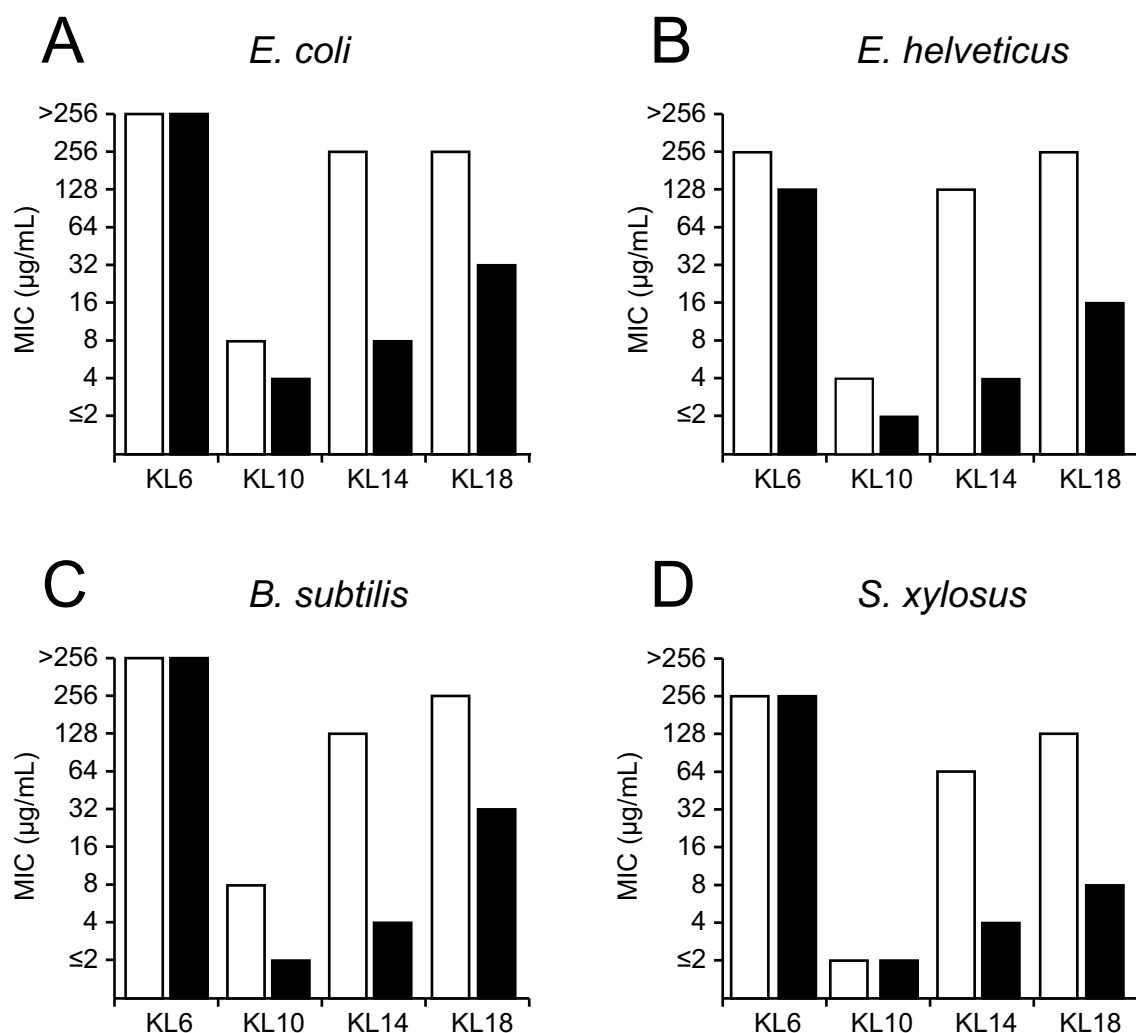 A
E. coli
MIC (µg/mL)
>256
256
128
64
32
16
8
4
≤2
KL6 KL10 KL14 KL18
B
E. helveticus
MIC (µg/mL)
>256
256
128
64
32
16
8
4
≤2
KL6 KL10 KL14 KL18
C
B. subtilis
MIC (µg/mL)
>256
256
128
64
32
16
8
4
≤2
KL6 KL10 KL14 KL18
D
S. xylosus
MIC (µg/mL)
>256
256
128
64
32
16
8
4
≤2
KL6 KL10 KL14 KL18